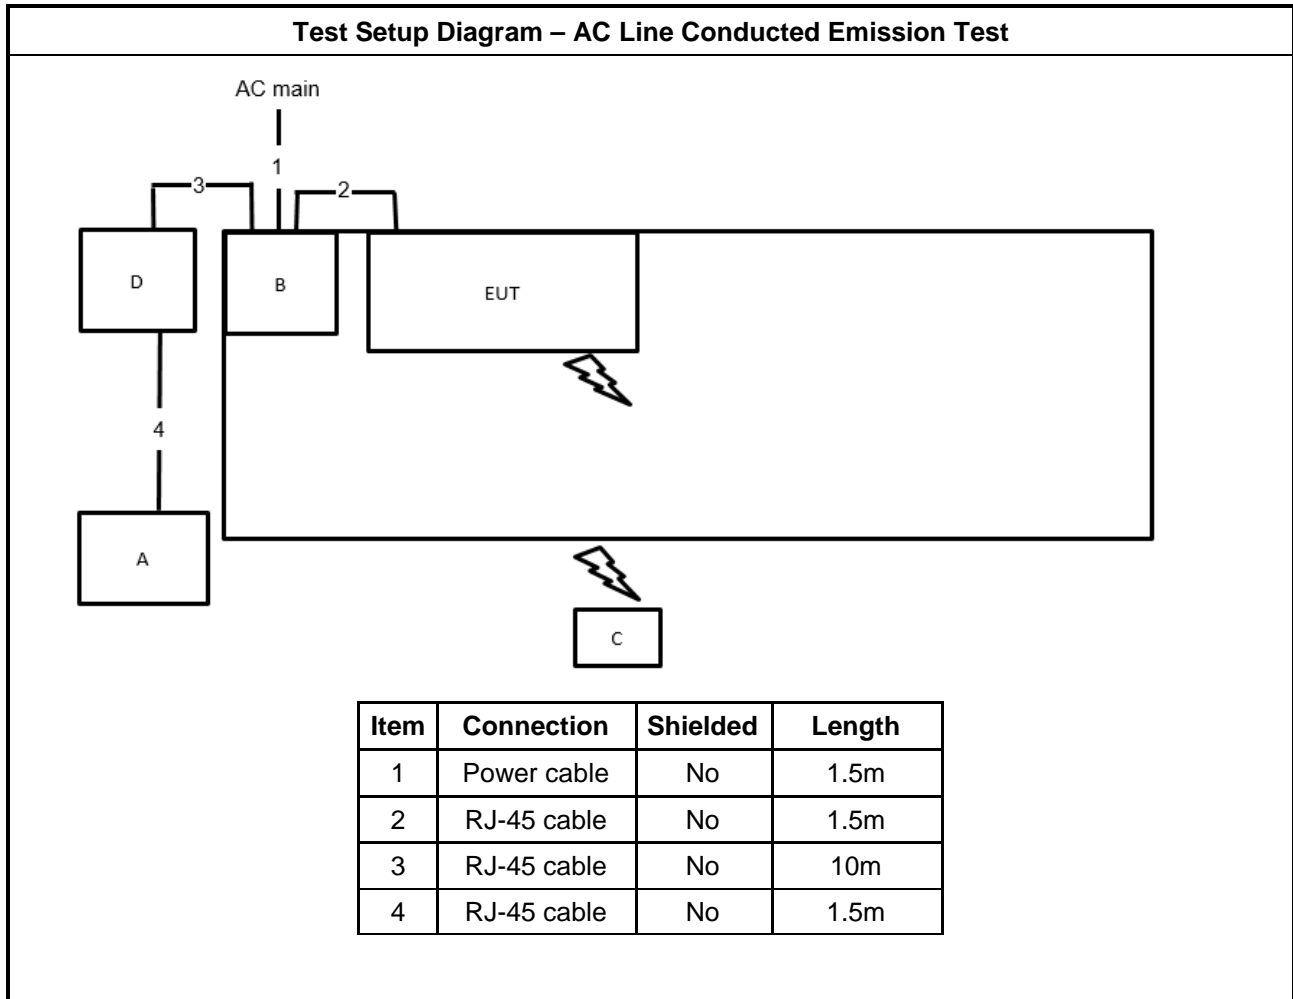 Test Setup Diagram – AC Line Conducted Emission Test
AC main
1
3
2
D
B
EUT
4
A
C
Item Connection Shielded Length
1 Power cable No 1.5m
2 RJ-45 cable No 1.5m
3 RJ-45 cable No 10m
4 RJ-45 cable No 1.5m